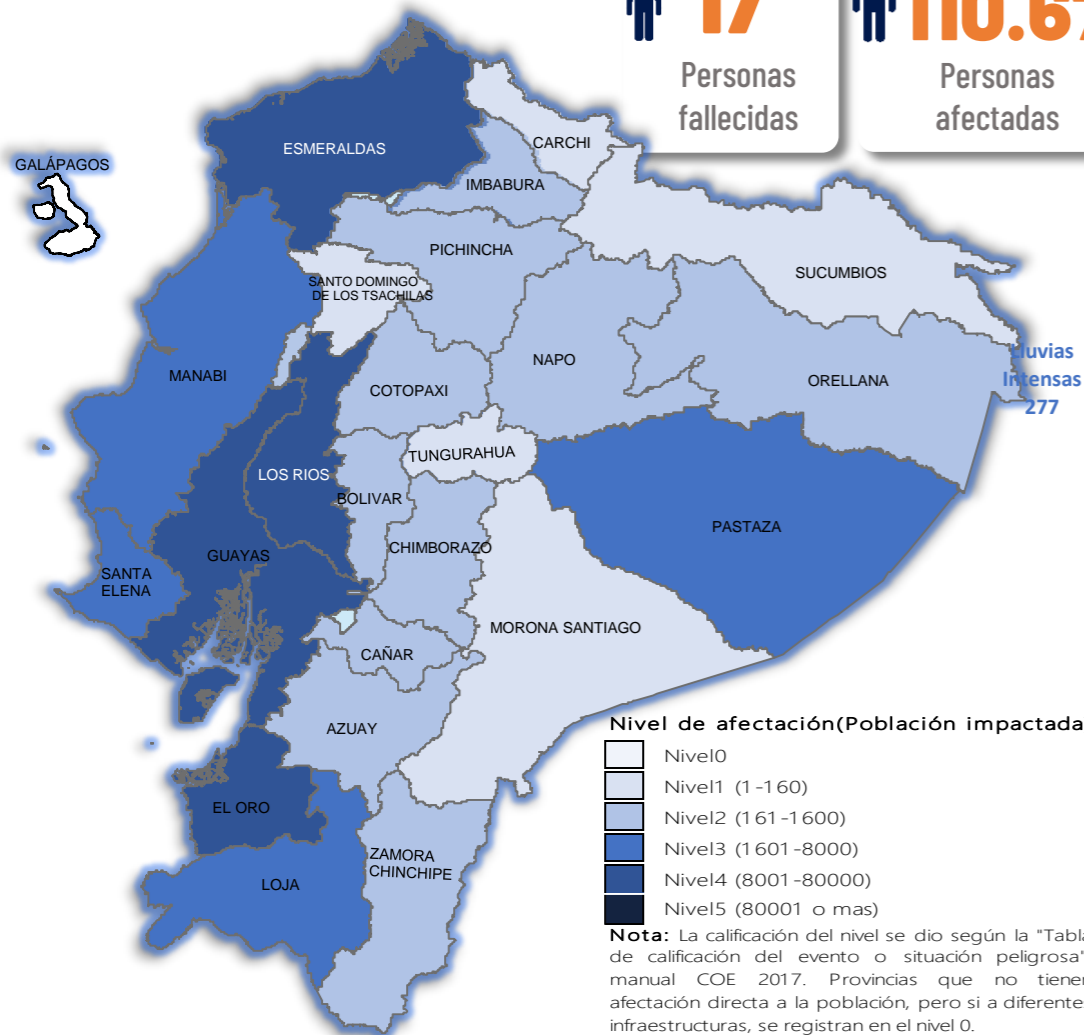 17
110.67
Personas
fallecidas
Personas
afectadas
GALÁPAGOS
ESMERALDAS
CARCHI
IMBABURA
PICHINCHA
SUCUMBIOS
SANTO DOMINGO
DE LOS TSACHILAS
NAPO
ORELLANA
Lluvias
Intensas
277
MANABI
COTOPAXI
TUNGURAHUA
LOS RIOS
BOLIVAR
PASTAZA
CHIMBORAZO
GUAYAS
SANTA
ELENA
MORONA SANTIAGO
CAÑAR
AZUAY
EL ORO
ZAMORA
CHINCHIPE
LOJA
Nivel de afectación(Población impactada
Nivel0
Nivel1 (1-160)
Nivel2 (161-1600)
Nivel3 (1601-8000)
Nivel4 (8001-80000)
Nivel5 (80001 o mas)
Nota: La calificación del nivel se dio según la "Tabla
de calificación del evento o situación peligrosa"
manual COE 2017. Provincias que no tienen
afectación directa a la población, pero si a diferentes
infraestructuras, se registran en el nivel 0.